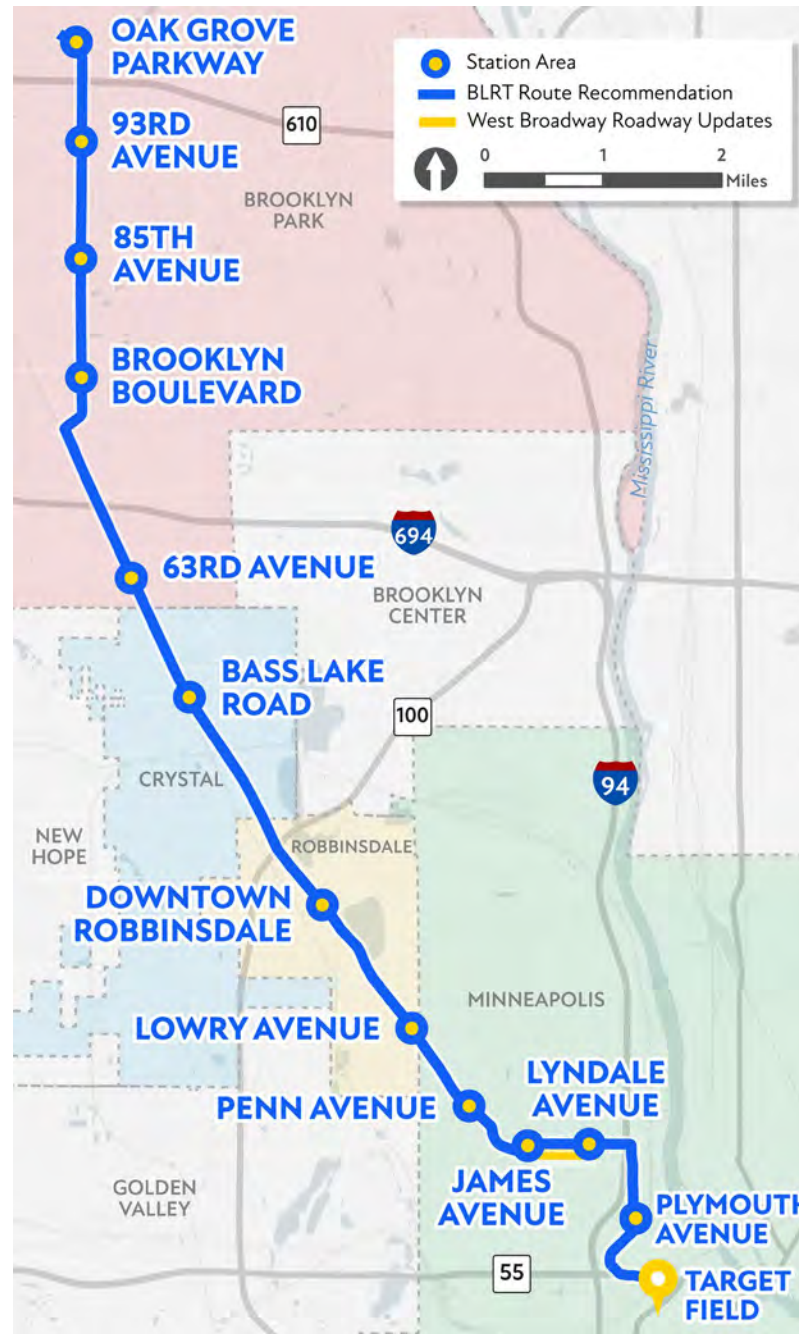 OAK GROVE
PARKWAY
Station Area
BLRT Route Recommendation
West Broadway Roadway Updates
0 1 2
Miles
93RD
AVENUE
610
BROOKLYN
PARK
85TH
AVENUE
BROOKLYN
BOULEVARD
Mississippi River
694
63RD AVENUE
BROOKLYN
CENTER
BASS LAKE
ROAD
100
CRYSTAL
94
NEW
HOPE
ROBBINSDALE
DOWNTOWN
ROBBINSDALE
MINNEAPOLIS
LOWRY AVENUE
LYNDALE
AVENUE
PENN AVENUE
JAMES
AVENUE
GOLDEN
VALLEY
PLYMOUTH
AVENUE
55
TARGET
FIELD